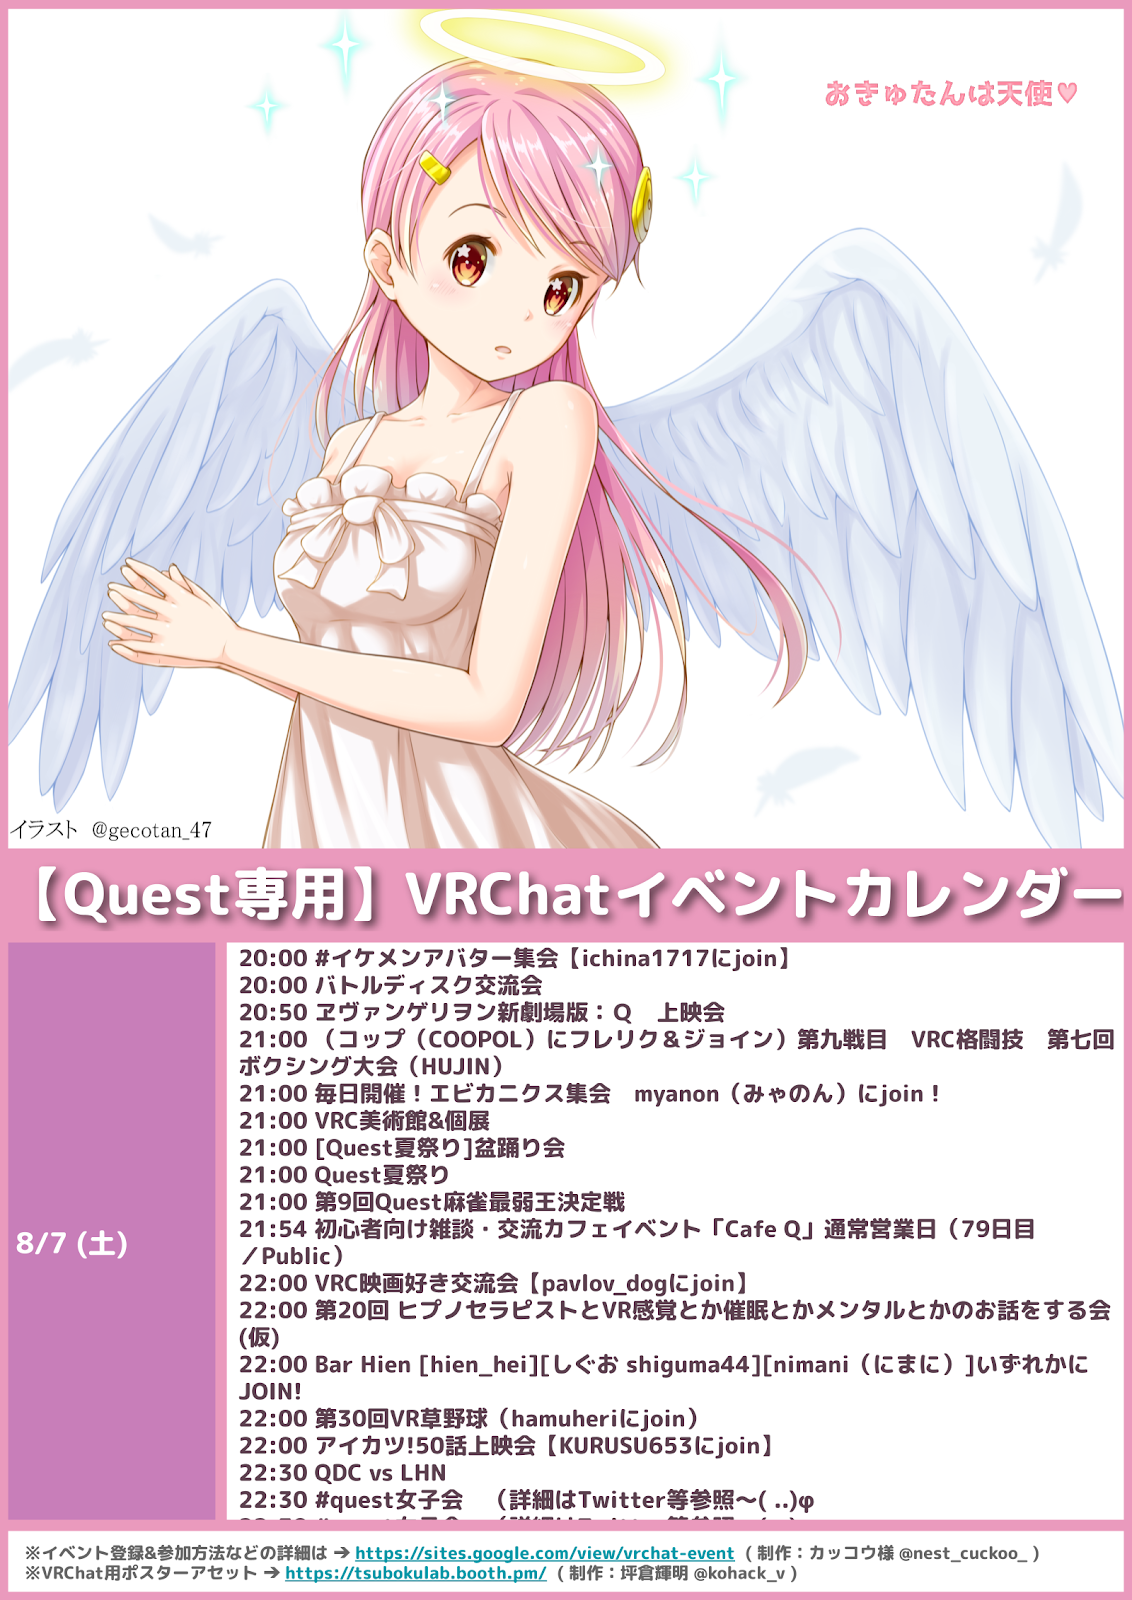 おきゅたんは天使♥
イラスト @gecotan_47
【Quest専用】VRChatイベントカレンダー
8/7 (土)
20:00 #イケメンアバター集会【ichina1717にjoin】
20:00 バトルディスク交流会
20:50 ヱヴァンゲリヲン新劇場版：Ｑ　上映会
21:00 （コップ（COOPOL）にフレリク＆ジョイン）第九戦目　VRC格闘技　第七回
ボクシング大会（HUJIN）
21:00 毎日開催！エビカニクス集会　myanon（みゃのん）にjoin！
21:00 VRC美術館&個展
21:00 [Quest夏祭り]盆踊り会
21:00 Quest夏祭り
21:00 第9回Quest麻雀最弱王決定戦
21:54 初心者向け雑談・交流カフェイベント「Cafe Q」通常営業日（79日目
／Public）
22:00 VRC映画好き交流会【pavlov_dogにjoin】
22:00 第20回 ヒプノセラピストとVR感覚とか催眠とかメンタルとかのお話をする会
(仮)
22:00 Bar Hien [hien_hei][しぐお shiguma44][nimani（にまに）]いずれかに
JOIN!
22:00 第30回VR草野球（hamuheriにjoin）
22:00 アイカツ!50話上映会【KURUSU653にjoin】
22:30 QDC vs LHN
22:30 #quest女子会　（詳細はTwitter等参照～( ..)φ
※イベント登録&参加方法などの詳細は → https://sites.google.com/view/vrchat-event ( 制作：カッコウ様 @nest_cuckoo_ )
※VRChat用ポスターアセット → https://tsubokulab.booth.pm/ ( 制作：坪倉輝明 @kohack_v )